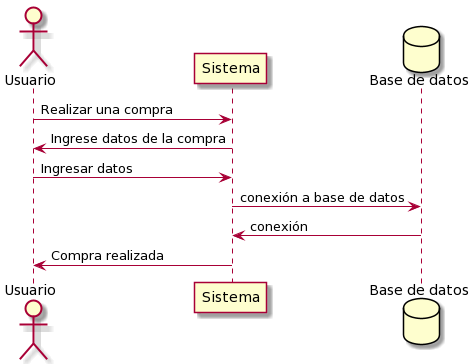 Usuario
Sistema
Base de datos
Realizar una compra
Ingrese datos de la compra
Ingresar datos
conexión a base de datos
conexión
Compra realizada
Usuario
Sistema
Base de datos